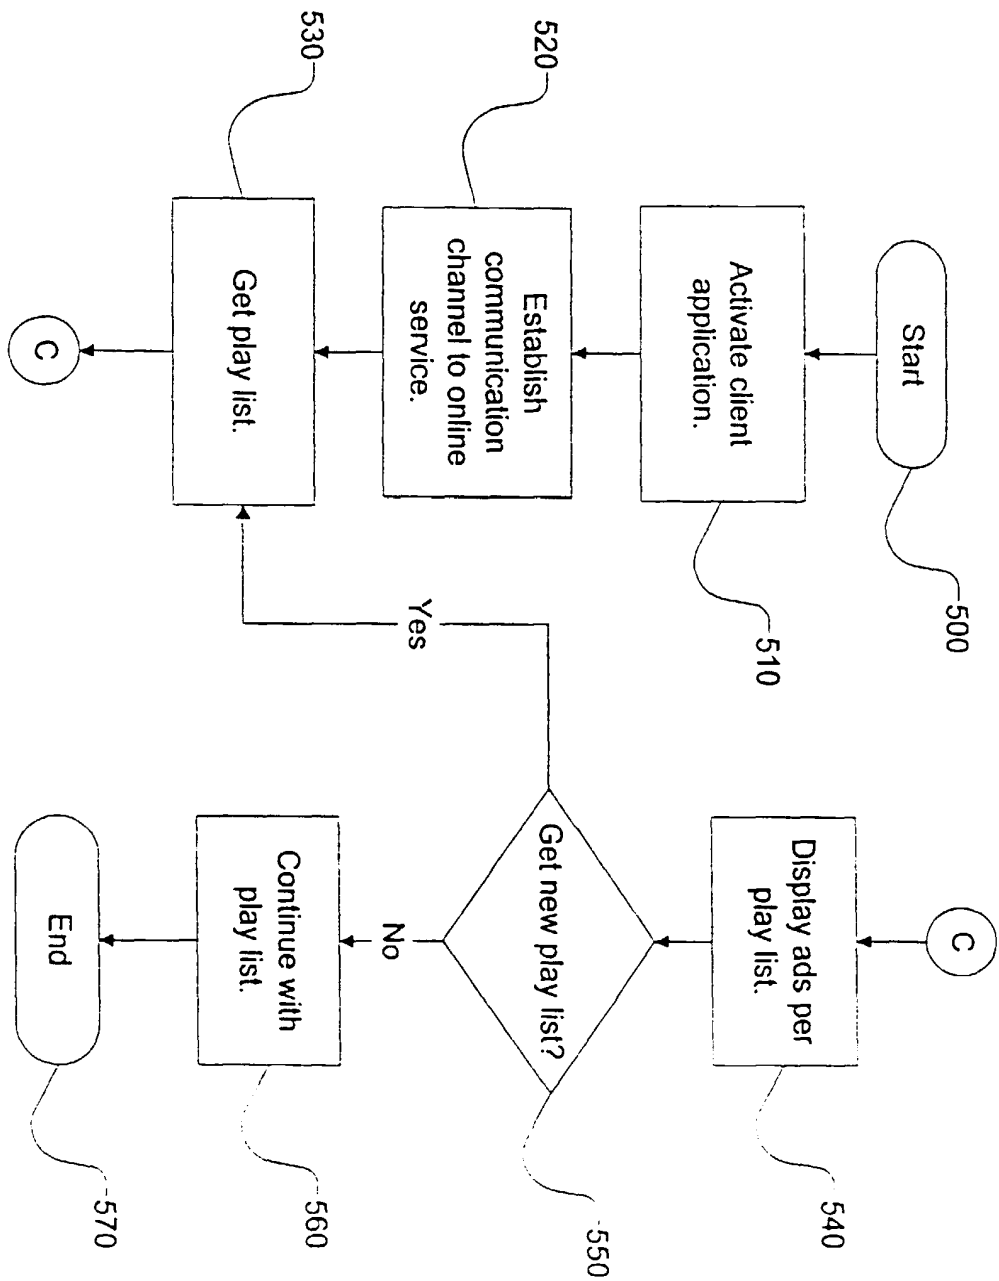 Start
500
Activate client
application.
510
520
Establish
communication
channel to online
service.
530
Get play list.
C
C
Display ads per
play list.
540
Get new play list?
550
Yes
No
Continue with
play list.
560
End
570